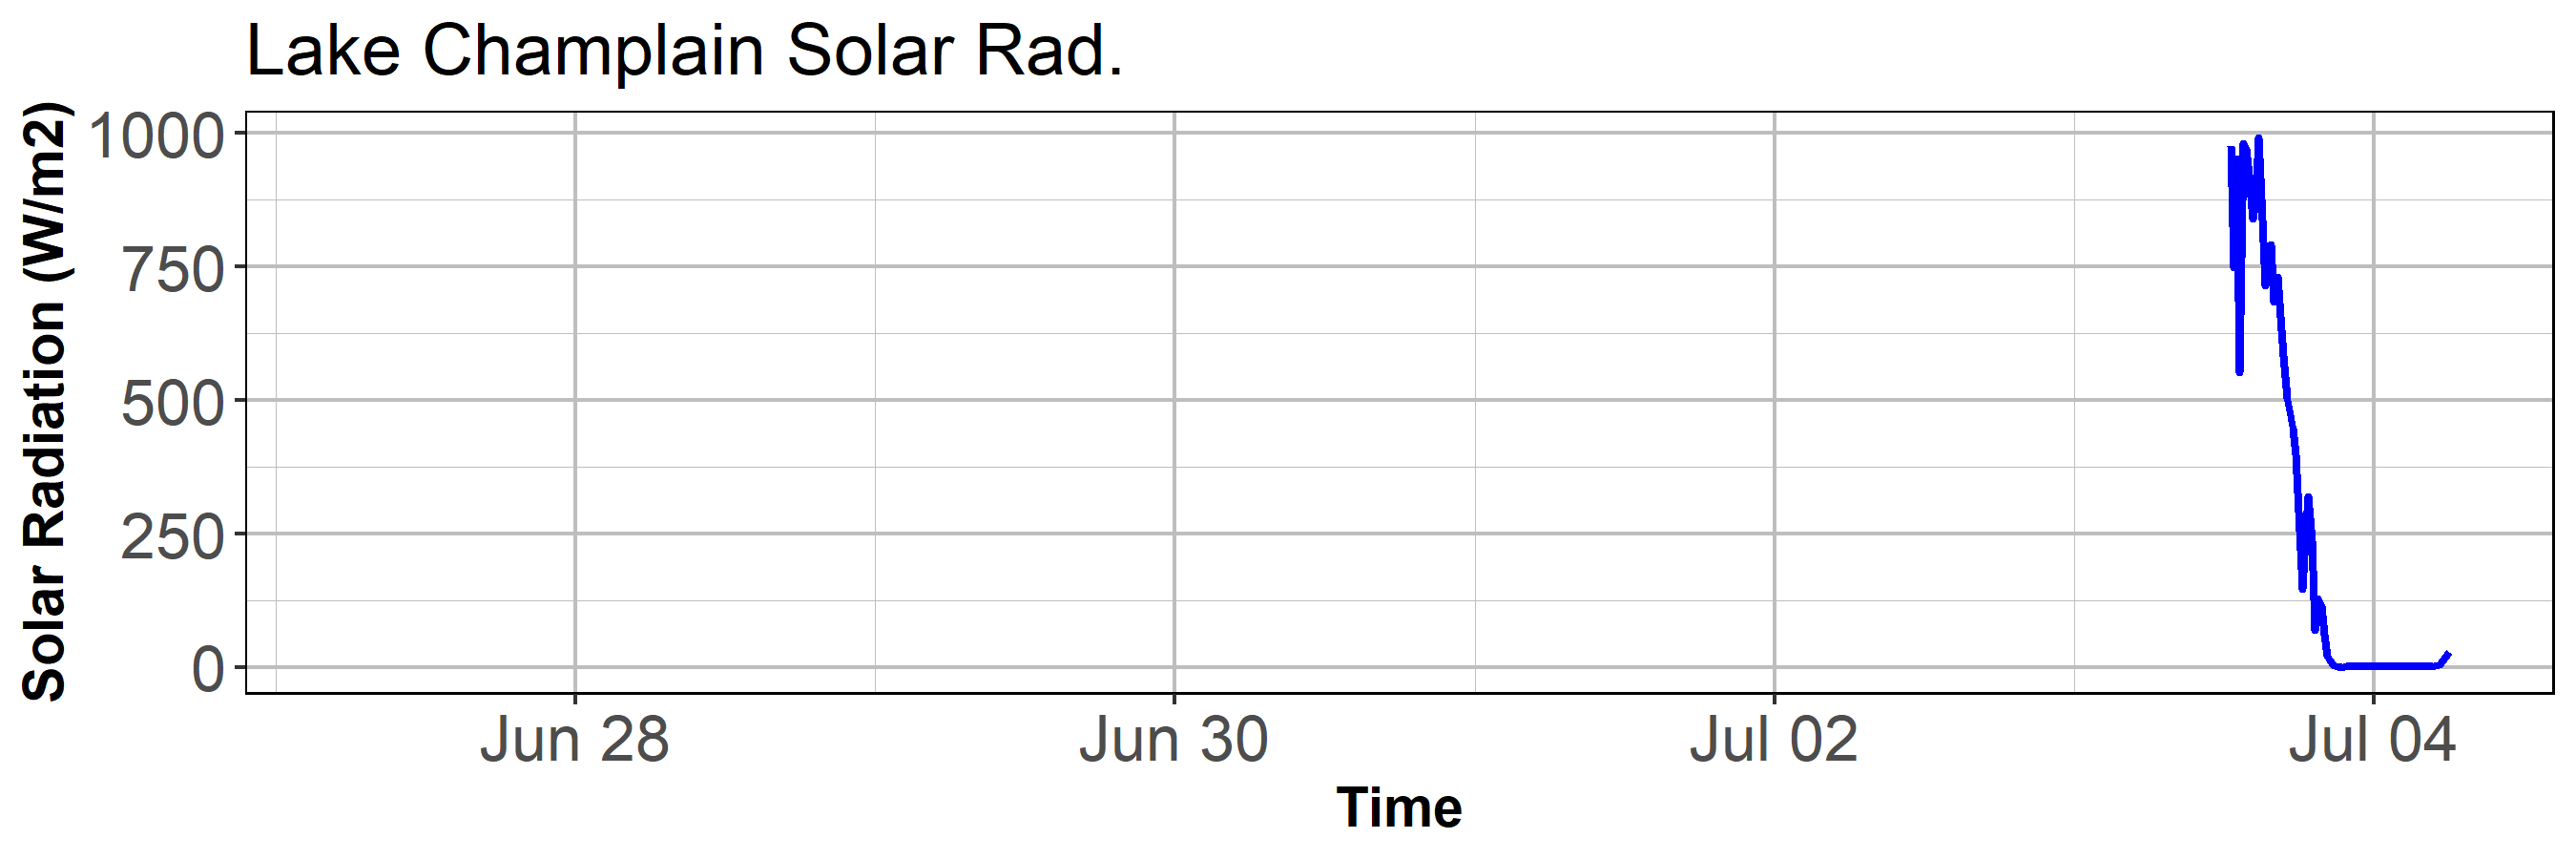 Lake Champlain Solar Rad.
Solar Radiation (W/m2)
1000
750
500
250
0
Jun 28
Jun 30
Jul 02
Jul 04
Time